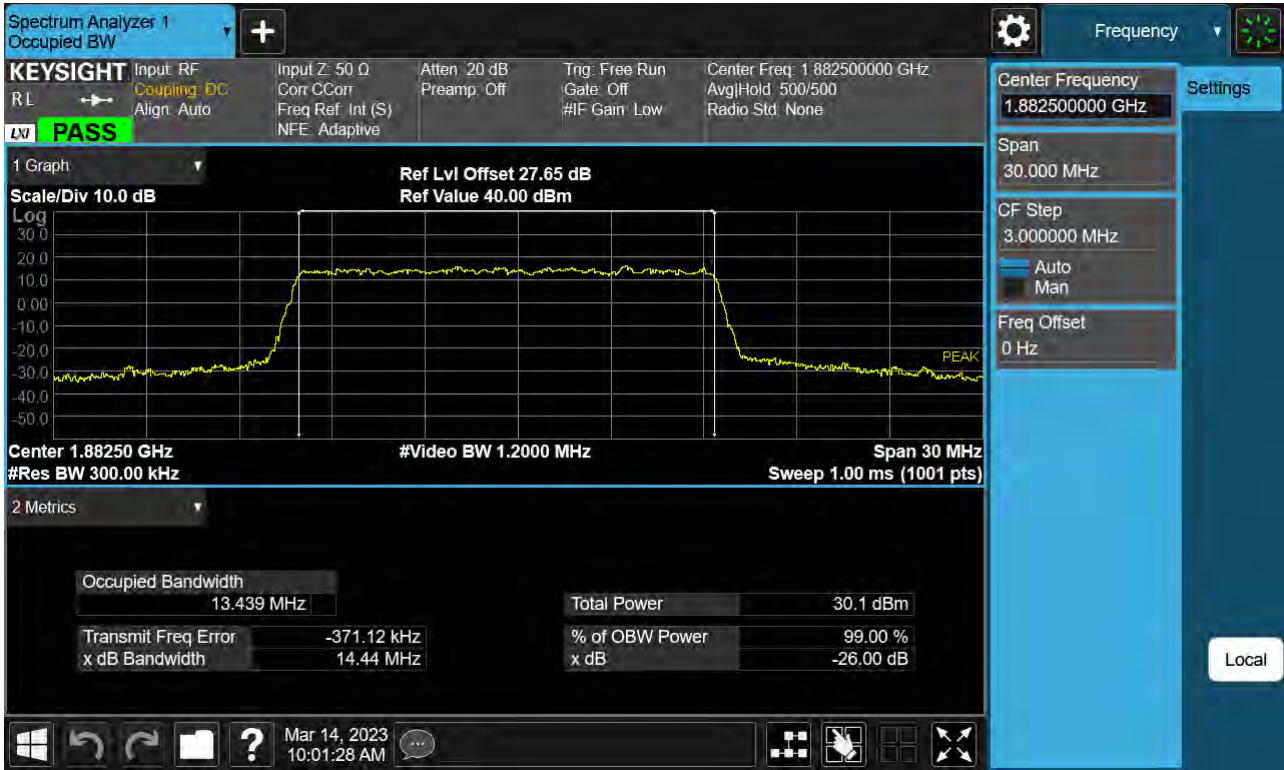 Spectrum Analyzer 1
Occupied BW
+
Frequency
KEYSIGHT
RL
LXI
PASS
Input: RF
Coupling: DC
Align: Auto
Input Z: 50 Ω
Corr CCorr
Freq Ref: Int (S)
NFE: Adaptive
Atten: 20 dB
Preamp: Off
Trig: Free Run
Gate: Off
#IF Gain: Low
Center Freq: 1.882500000 GHz
Avg|Hold: 500/500
Radio Std: None
Center Frequency
1.882500000 GHz
Settings
Span
30.000 MHz
CF Step
3.000000 MHz
Auto
Man
Freq Offset
0 Hz
1 Graph
Scale/Div 10.0 dB
Ref Lvl Offset 27.65 dB
Ref Value 40.00 dBm
Log
30.0
20.0
10.0
0.00
-10.0
-20.0
-30.0
-40.0
-50.0
PEAK
Center 1.88250 GHz
#Video BW 1.2000 MHz
Span 30 MHz
#Res BW 300.00 kHz
Sweep 1.00 ms (1001 pts)
2 Metrics
Occupied Bandwidth
13.439 MHz
Total Power 30.1 dBm
Transmit Freq Error -371.12 kHz
% of OBW Power 99.00 %
x dB Bandwidth 14.44 MHz
x dB -26.00 dB
Local
?
Mar 14, 2023
10:01:28 AM